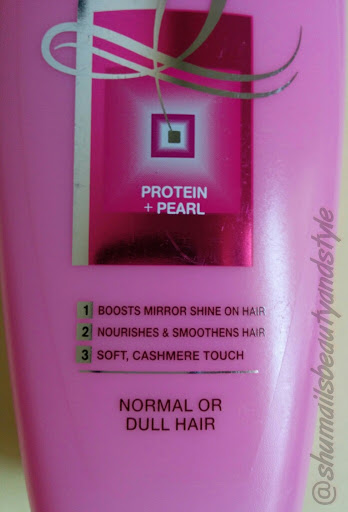 PROTEIN
+ PEARL
1 BOOSTS MIRROR SHINE ON HAIR
2 NOURISHES & SMOOTHENS HAIR
3 SOFT, CASHMERE TOUCH
NORMAL OR
DULL HAIR
@shumailsbeautyandstyle